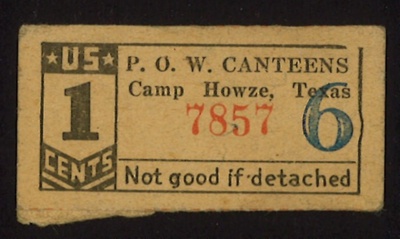 US
1
CENTS
P. O. W. CANTEENS
Camp Howze, Texas
7857
6
Not good if detached